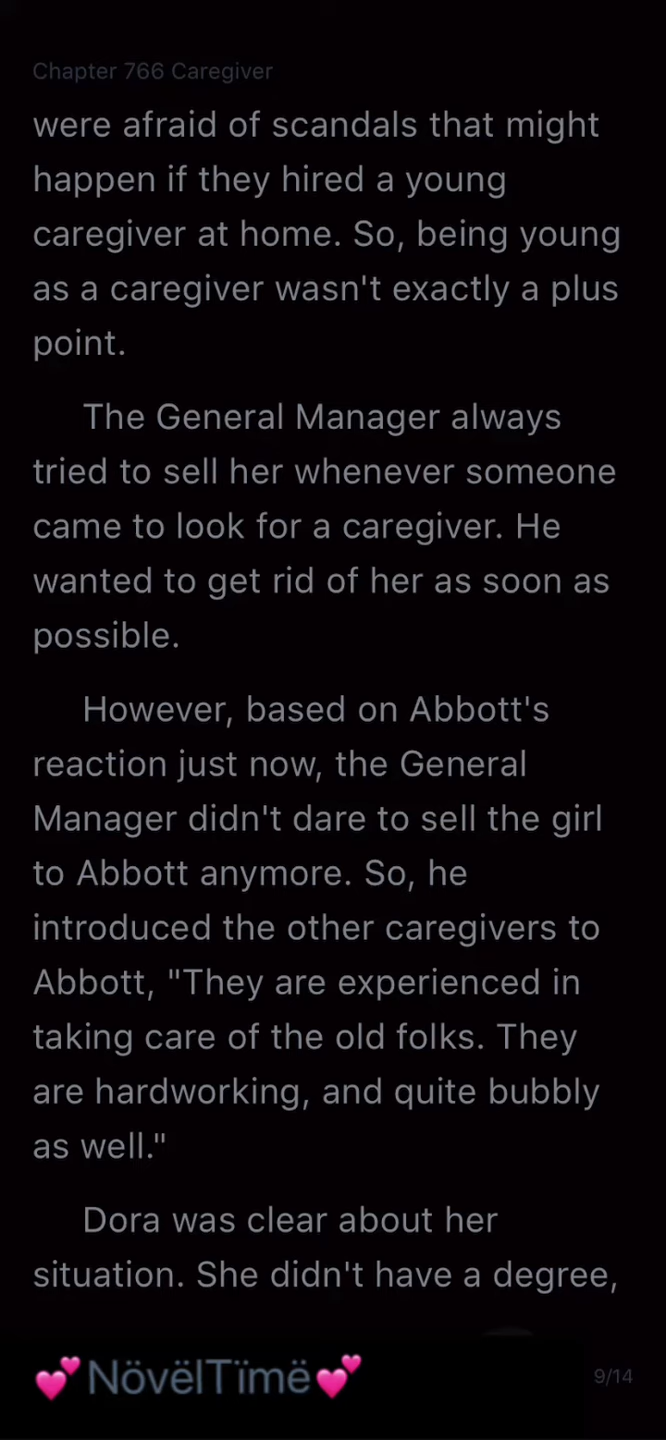 Chapter 766 Caregiver
were afraid of scandals that might
happen if they hired a young
caregiver at home. So, being young
as a caregiver wasn't exactly a plus
point.
The General Manager always
tried to sell her whenever someone
came to look for a caregiver. He
wanted to get rid of her as soon as
possible.
However, based on Abbott's
reaction just now, the General
Manager didn't dare to sell the girl
to Abbott anymore. So, he
introduced the other caregivers to
Abbott, "They are experienced in
taking care of the old folks. They
are hardworking, and quite bubbly
as well."
Dora was clear about her
situation. She didn't have a degree,
💕NövëlTïmë💕
9/14